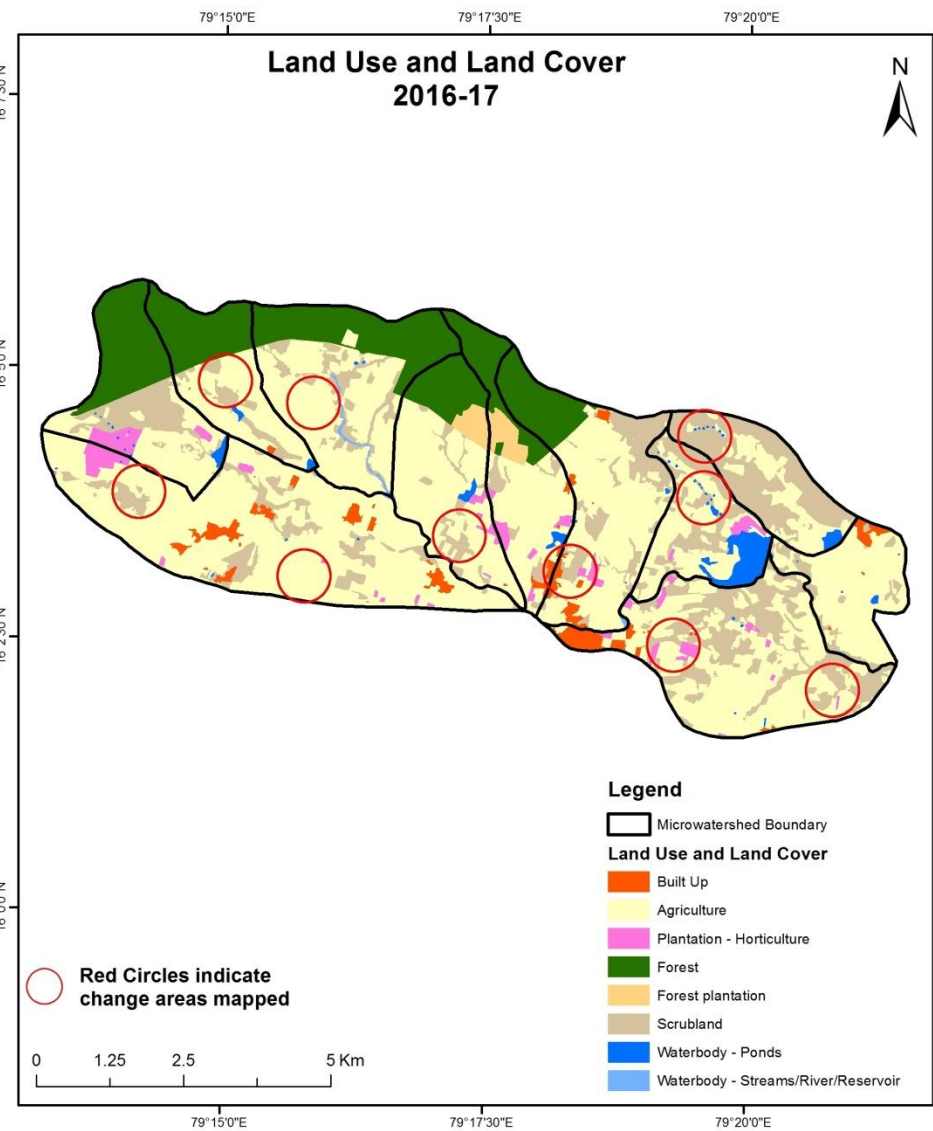 79°15'0"E 79°17'30"E 79°20'0"E
Land Use and Land Cover
2016-17
N
Legend
Microwatershed Boundary
Land Use and Land Cover
Built Up
Agriculture
Plantation - Horticulture
Forest
Forest plantation
Scrubland
Waterbody - Ponds
Waterbody - Streams/River/Reservoir
Red Circles indicate
change areas mapped
0 1.25 2.5 5 Km
79°15'0"E 79°17'30"E 79°20'0"E